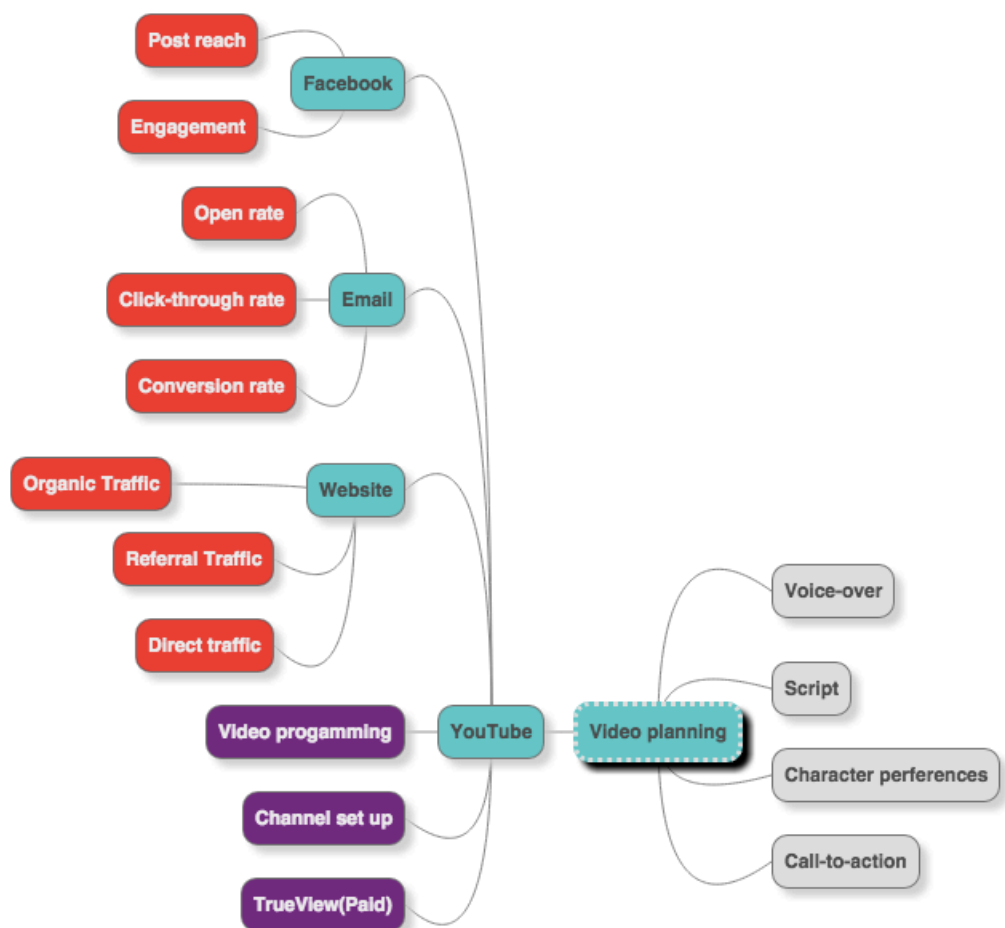 Post reach
Facebook
Engagement
Open rate
Click-through rate
Email
Conversion rate
Organic Traffic
Website
Referral Traffic
Direct traffic
Voice-over
Script
Video progamming
YouTube
Video planning
Character perferences
Channel set up
Call-to-action
TrueView(Paid)